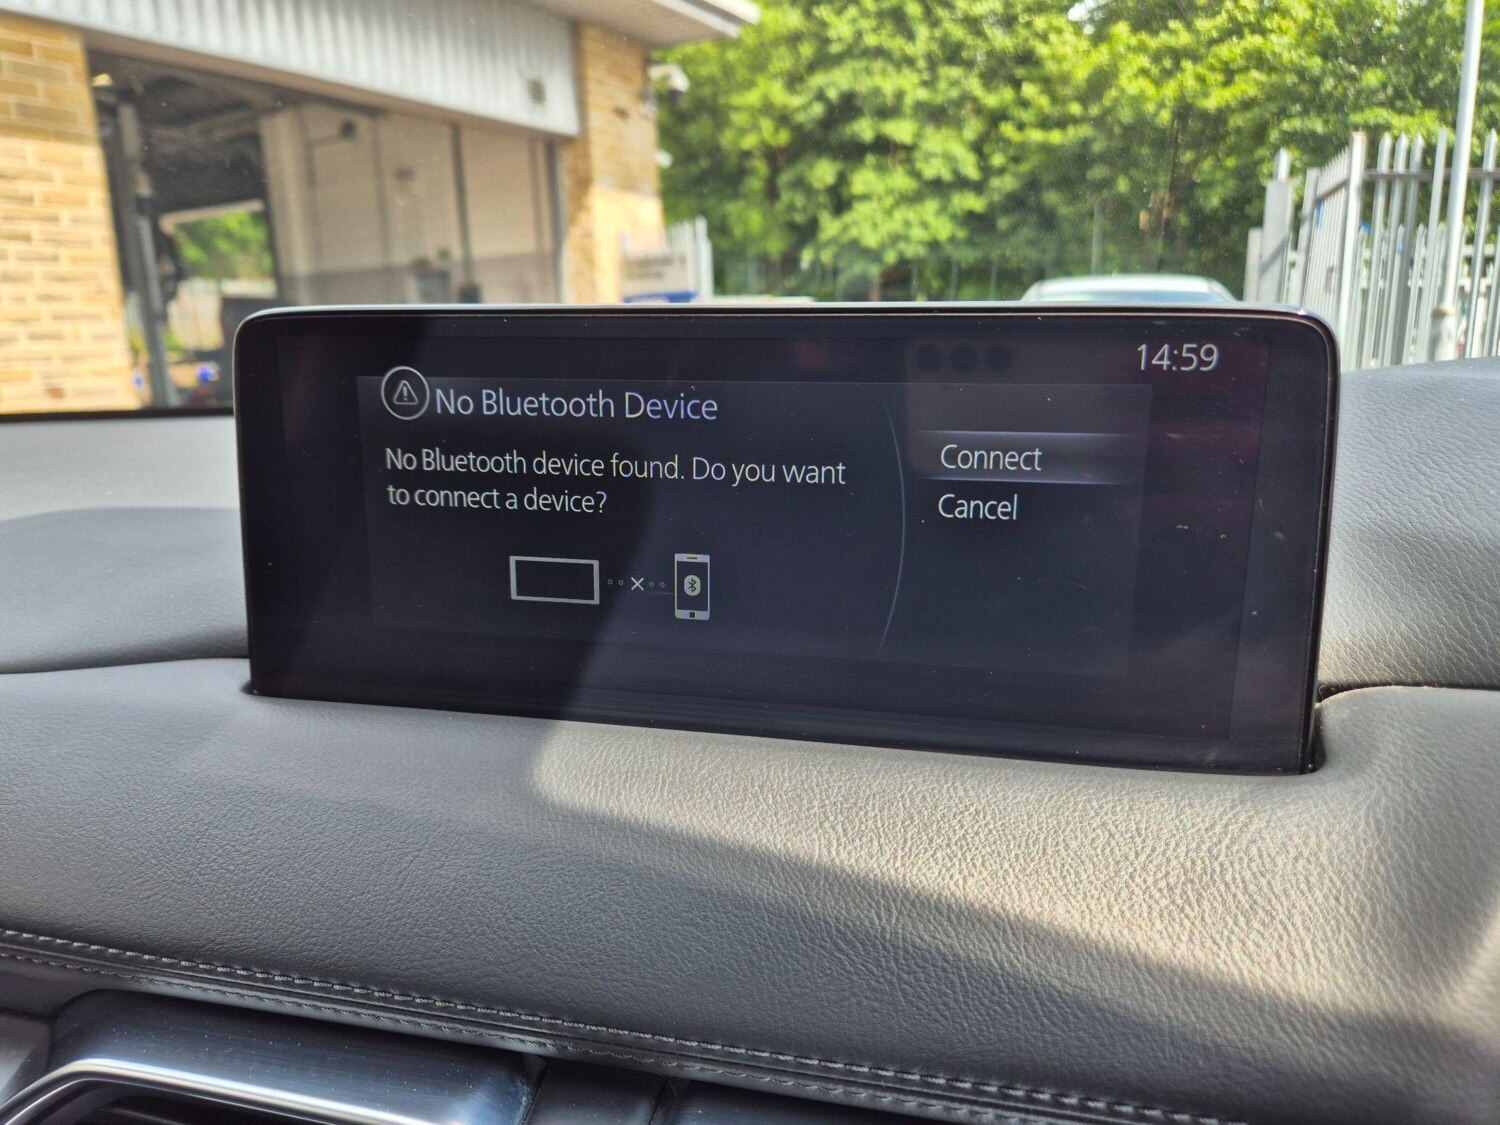 14:59
No Bluetooth Device
No Bluetooth device found. Do you want
to connect a device?
Connect
Cancel